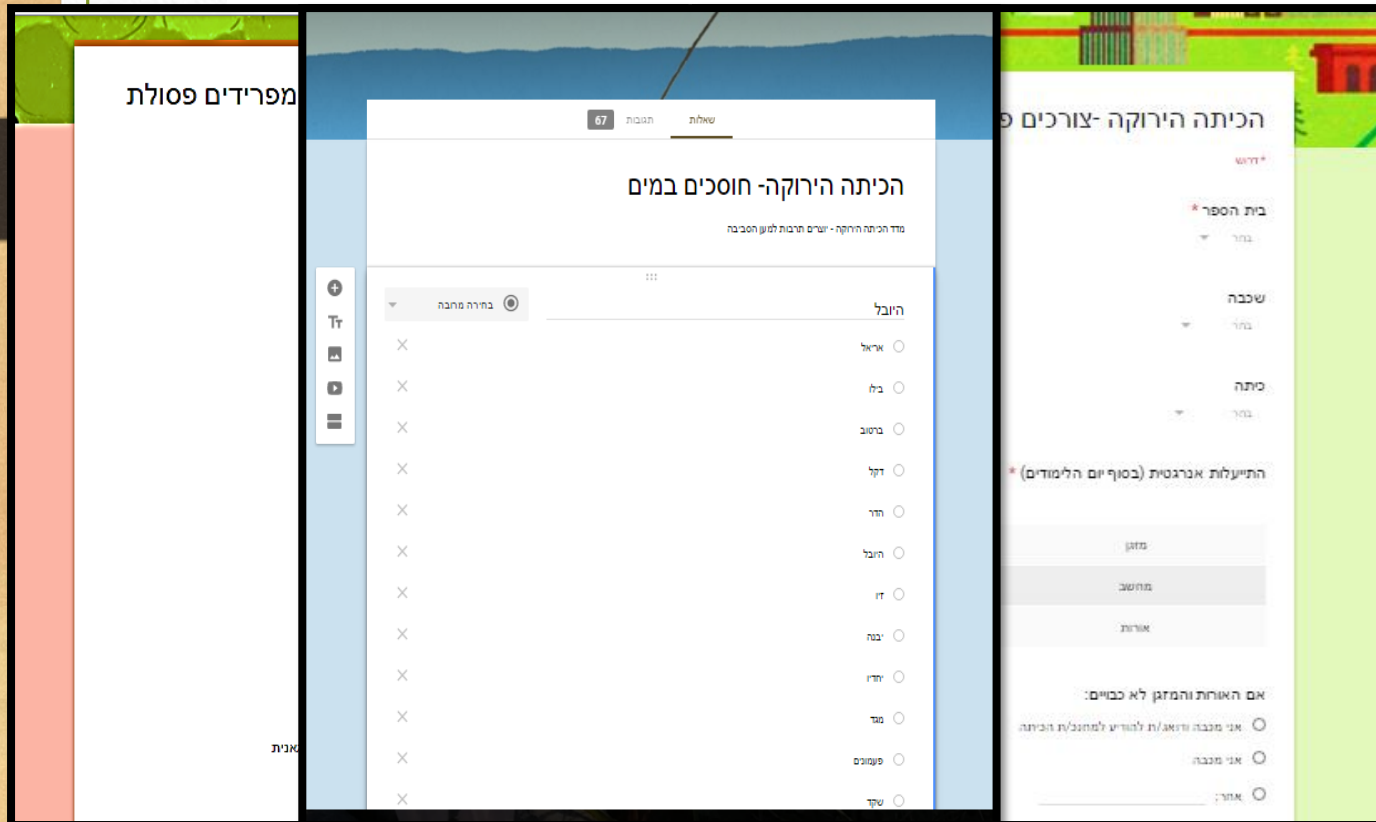 הכיתה הירוקה -צורכים פ
* דרוש
בית הספר *
בחר
שכבה
בחר
כיתה
בחר
התייעלות אנרגטית (בסוף יום הלימודים) *
מזגן
מחשב
אורות
אם האורות והמזגן לא כבויים:
אני מכבה ודואג/ת להודיע למחנכ/ת הכיתה
אני מכבה
אחר:
שאלות
תגובות 67
הכיתה הירוקה- חוסכים במים
מדד הכיתה הירוקה - יוצרים תרבות למען הסביבה
היובל
בחירה מרובה
אריאל
בילו
ברטוב
דקל
הדר
היובל
זיו
יבנה
יחדיו
מגד
פעמונים
שקד
Tт
מפרידים פסולת
אנית